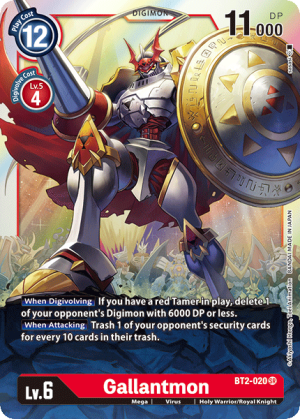 Play Cost
12
DIGIMON
DP
11000
Digivolve Cost
Lv.5
4
When Digivolving If you have a red Tamer in play, delete 1
of your opponent's Digimon with 6000 DP or less.
When Attacking Trash 1 of your opponent's security cards
for every 10 cards in their trash.
Lv.6
Gallantmon
BT2-020 SR
Mega Virus Holy Warrior/Royal Knight